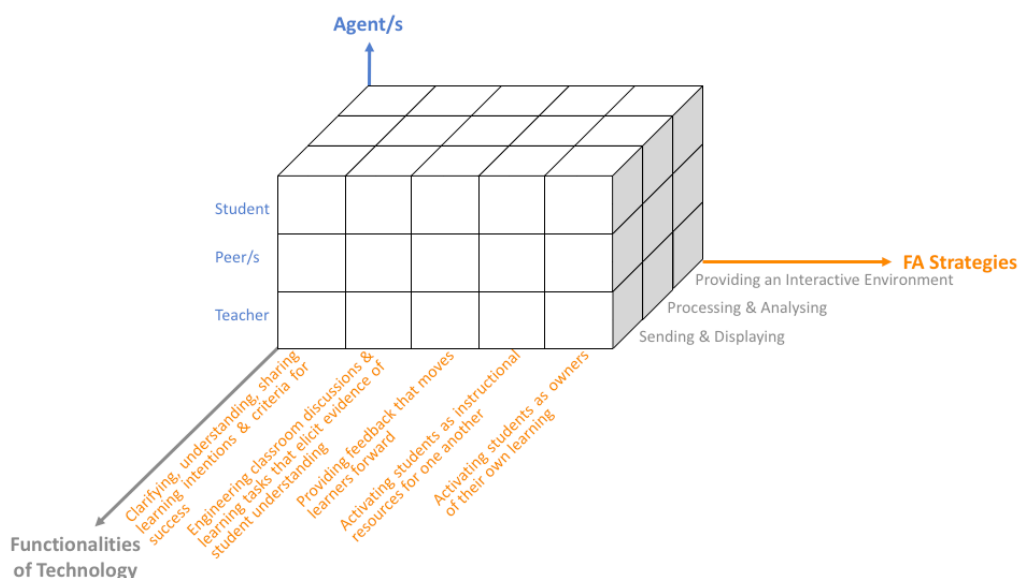 Agent/s
Student
Peer/s
Teacher
FA Strategies
Providing an Interactive Environment
Processing & Analysing
Sending & Displaying
Clarifying, understanding, sharing
learning intentions & criteria for
success
Engineering classroom discussions &
learning tasks that elicit evidence of
student understanding
Providing feedback that moves
learners forward
Activating students as instructional
resources for one another
Activating students as owners
of their own learning
Functionalities
of Technology